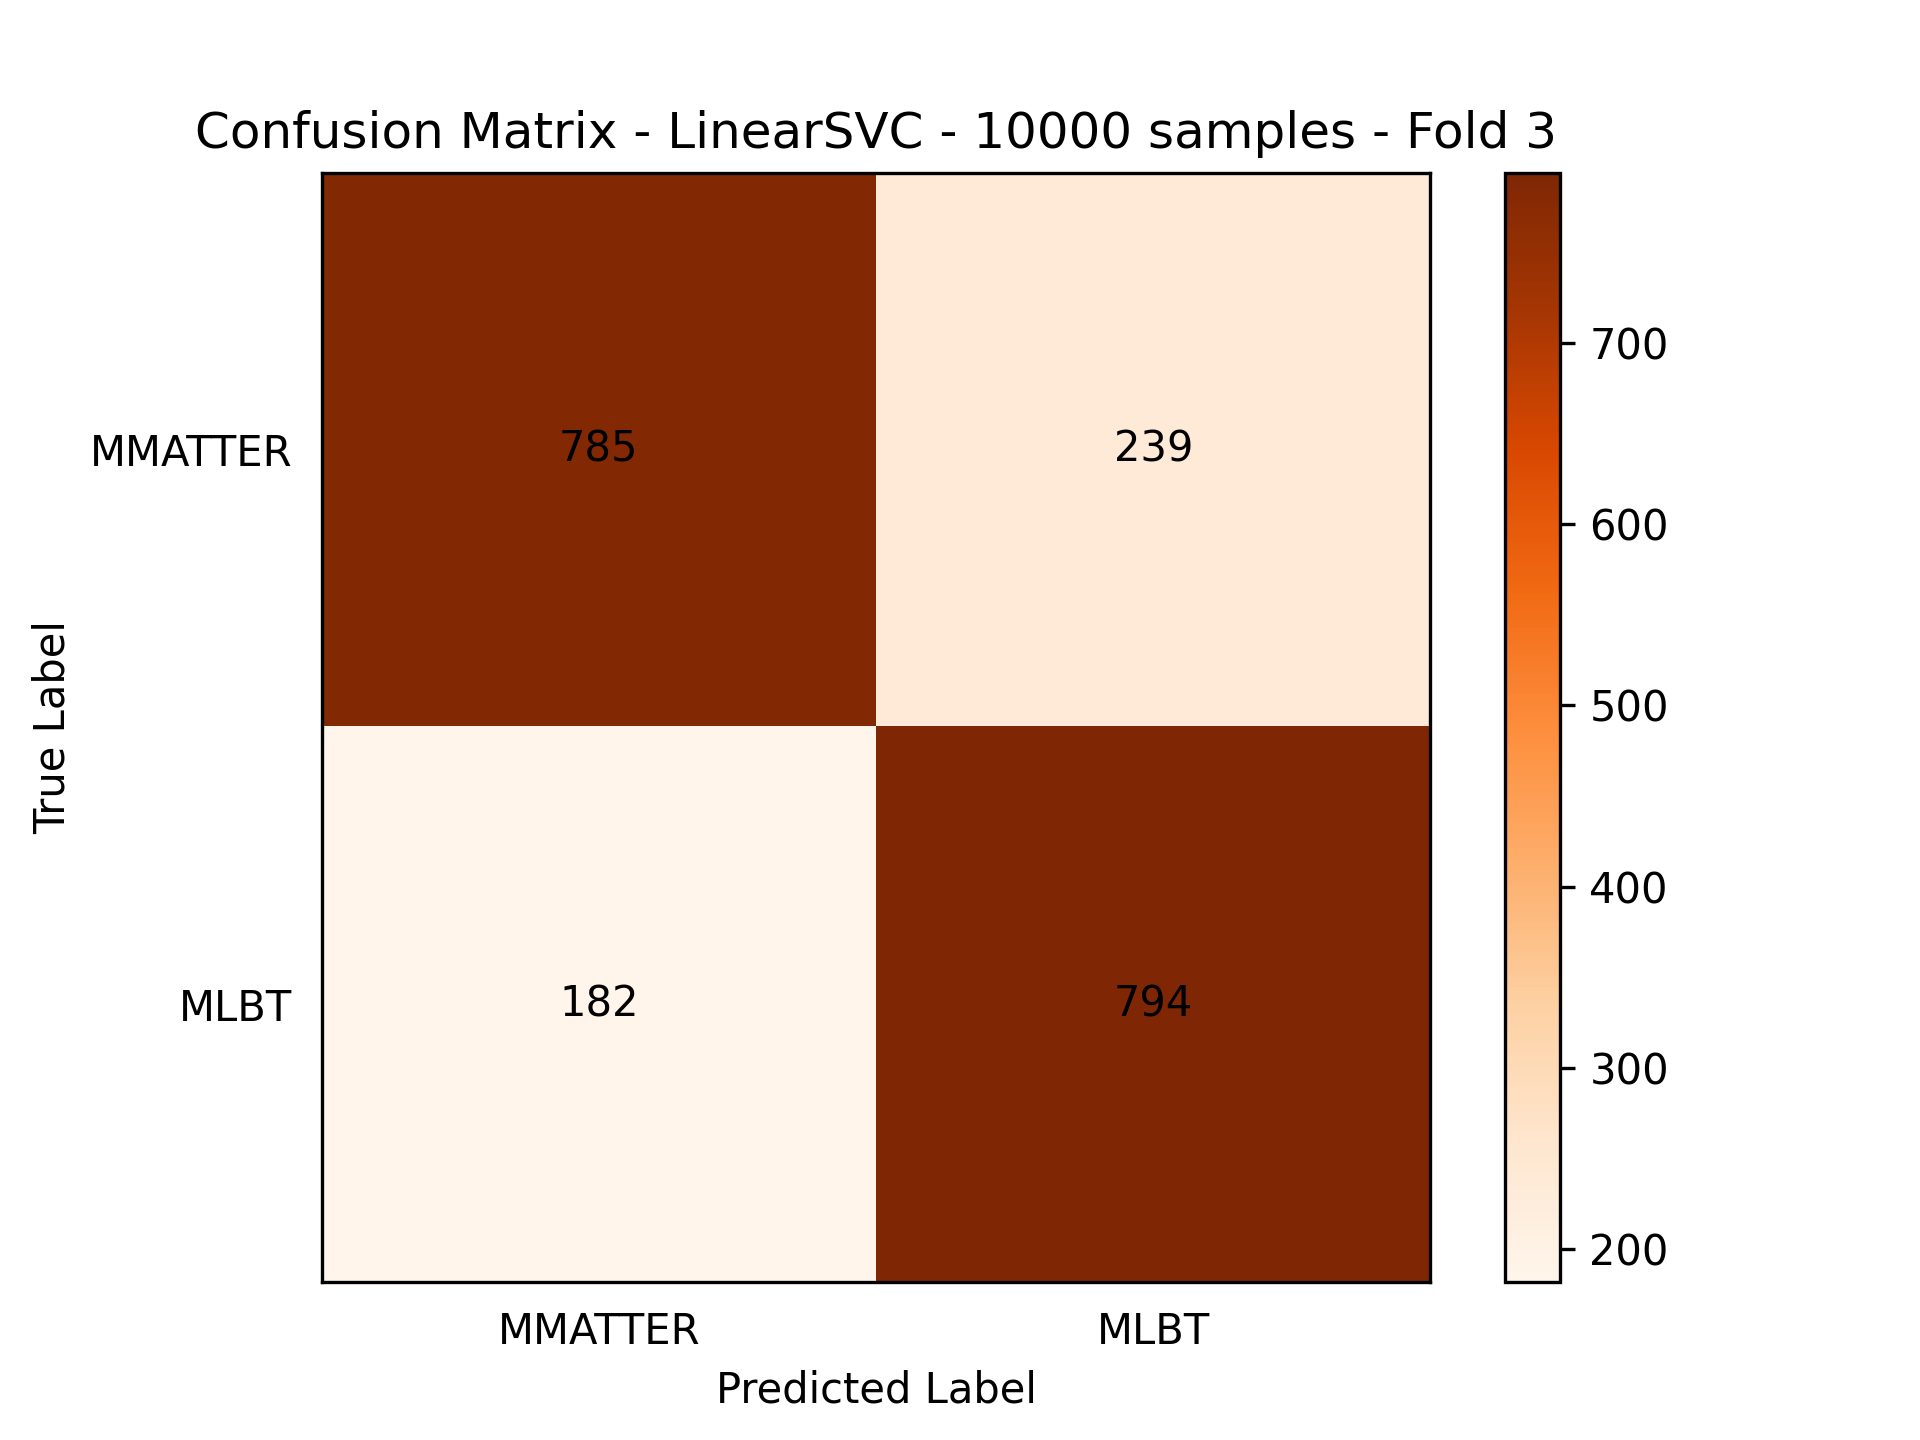 Confusion Matrix - LinearSVC - 10000 samples - Fold 3
MMATTER
785
239
MLBT
182
794
True Label
MMATTER
MLBT
Predicted Label
700
600
500
400
300
200